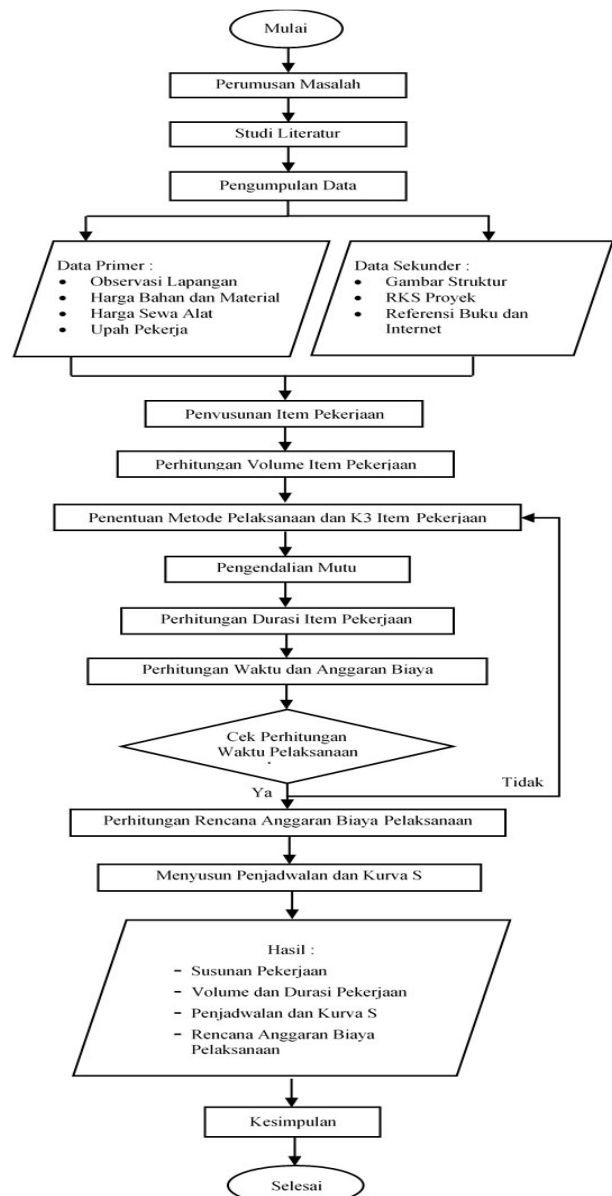 Mulai
Perumusan Masalah
Studi Literatur
Pengumpulan Data
Data Primer :
• Observasi Lapangan
• Harga Bahan dan Material
• Harga Sewa Alat
• Upah Pekerja
Data Sekunder :
• Gambar Struktur
• RKS Proyek
• Referensi Buku dan
Internet
Penyusunan Item Pekerjaan
Perhitungan Volume Item Pekerjaan
Penentuan Metode Pelaksanaan dan K3 Item Pekerjaan
Pengendalian Mutu
Perhitungan Durasi Item Pekerjaan
Perhitungan Waktu dan Anggaran Biaya
Cek Perhitungan
Waktu Pelaksanaan
Tidak
Ya
Perhitungan Rencana Anggaran Biaya Pelaksanaan
Menyusun Penjadwalan dan Kurva S
Hasil :
- Susunan Pekerjaan
- Volume dan Durasi Pekerjaan
- Penjadwalan dan Kurva S
- Rencana Anggaran Biaya
Pelaksanaan
Kesimpulan
Selesai